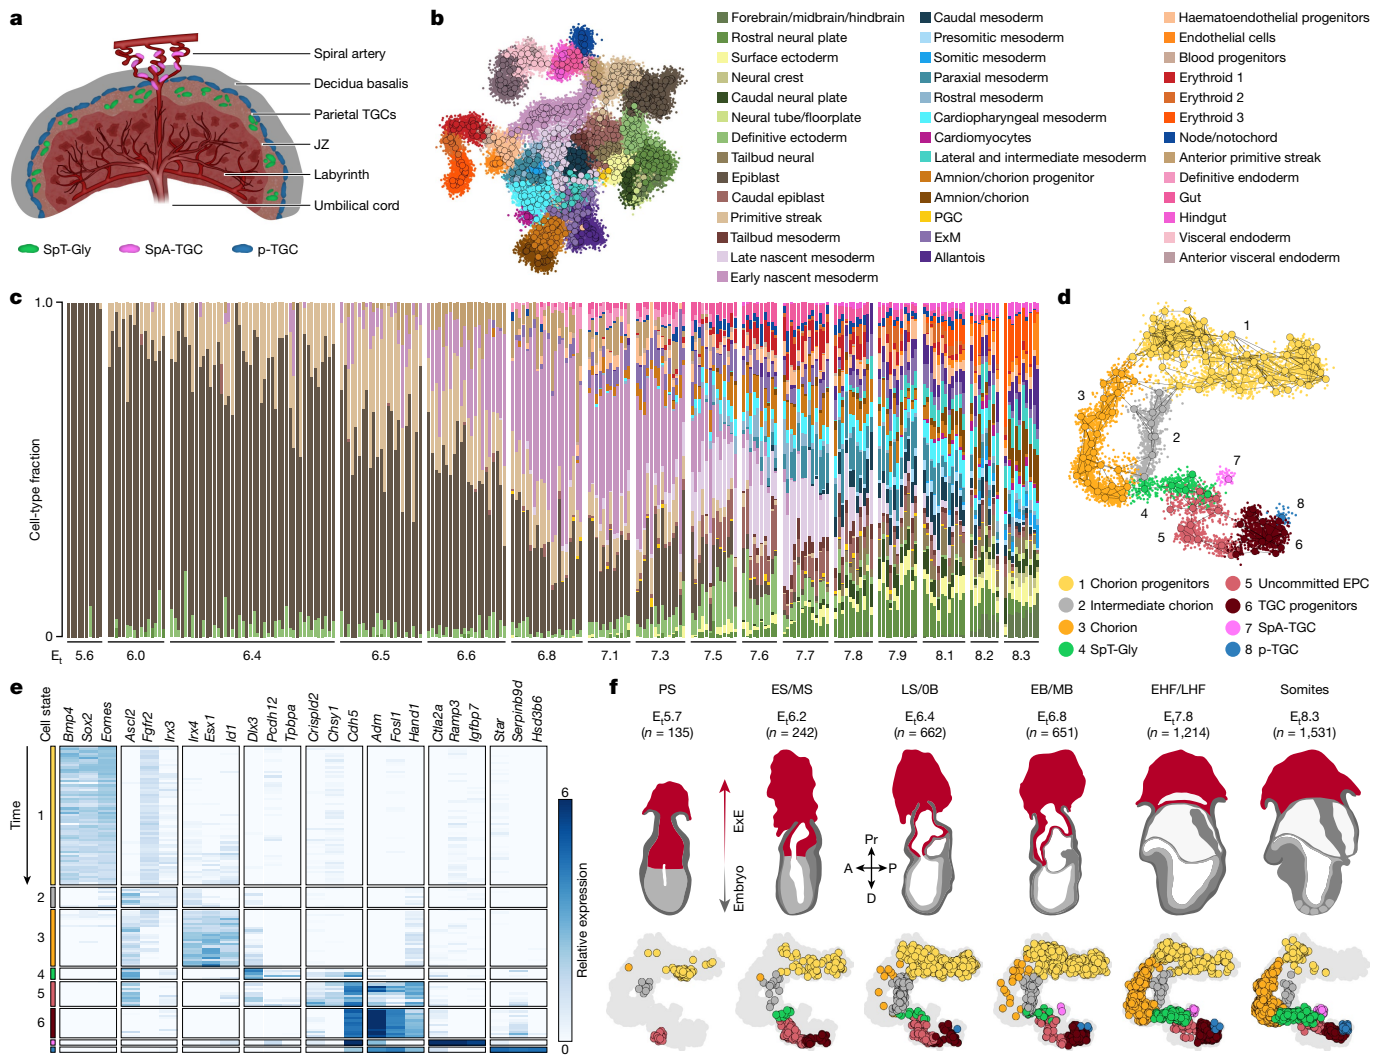 a
Spiral artery
Decidua basalis
Parietal TGCs
JZ
Labyrinth
Umbilical cord
SpT-Gly
SpA-TGC
p-TGC
b
Forebrain/midbrain/hindbrain
Rostral neural plate
Surface ectoderm
Neural crest
Caudal neural plate
Neural tube/floorplate
Definitive ectoderm
Tailbud neural
Epiblast
Caudal epiblast
Primitive streak
Tailbud mesoderm
Late nascent mesoderm
Early nascent mesoderm
Caudal mesoderm
Presomitic mesoderm
Somitic mesoderm
Paraxial mesoderm
Rostral mesoderm
Cardiopharyngeal mesoderm
Cardiomyocytes
Lateral and intermediate mesoderm
Amnion/chorion progenitor
Amnion/chorion
PGC
ExM
Allantois
Haematoendothelial progenitors
Endothelial cells
Blood progenitors
Erythroid 1
Erythroid 2
Erythroid 3
Node/notochord
Anterior primitive streak
Definitive endoderm
Gut
Hindgut
Visceral endoderm
Anterior visceral endoderm
c
1.0
Cell-type fraction
0
Et 5.6 6.0 6.4 6.5 6.6 6.8 7.1 7.3 7.5 7.6 7.7 7.8 7.9 8.1 8.2 8.3
d
1
2
3
4
5
6
7
8
1 Chorion progenitors
2 Intermediate chorion
3 Chorion
4 SpT-Gly
5 Uncommitted EPC
6 TGC progenitors
7 SpA-TGC
8 p-TGC
e
Cell state
Bmp4
Sox2
Eomes
Ascl2
Fgfr2
Irx3
Irx4
Esx1
Id1
Dlx3
Pcdh12
Tpbpa
Crispld2
Chsy1
Cdh5
Adm
Fosl1
Hand1
Ctla2a
Ramp3
Igfbp7
Star
Serpinb9d
Hsd3b6
Time
1
2
3
4
5
6
6
Relative expression
0
f
PS
Et5.7
(n = 135)
ES/MS
Et6.2
(n = 242)
LS/0B
Et6.4
(n = 662)
EB/MB
Et6.8
(n = 651)
EHF/LHF
Et7.8
(n = 1,214)
Somites
Et8.3
(n = 1,531)
ExE
Embryo
Pr
A
P
D